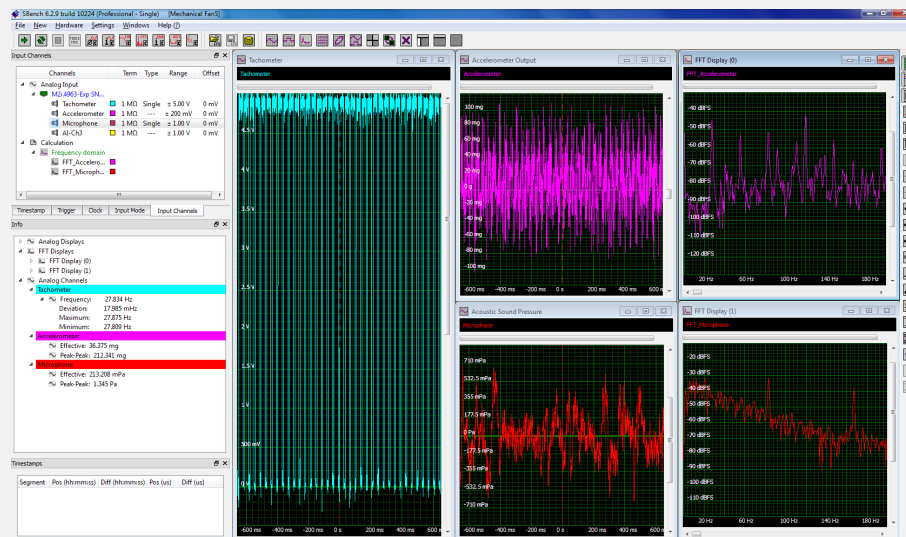 SBench 6.2.9 build 10224 (Professional - Single) [Mechanical Fan5]
File New Hardware Settings Windows Help (?)
Input Channels
Channels Term Type Range Offset
Analog Input
M2i.4963-Exp SN...
Tachometer 1 MΩ Single ± 5.00 V 0 mV
Accelerometer 1 MΩ --- ± 200 mV 0 mV
Microphone 1 MΩ Single ± 1.00 V 0 mV
AI-Ch3 1 MΩ --- ± 1.00 V 0 mV
Calculation
Frequency domain
FFT_Accelero...
FFT_Microph...
Timestamp Trigger Clock Input Mode Input Channels
Info
Analog Displays
FFT Displays
FFT Display (0)
FFT Display (1)
Analog Channels
Tachometer
Frequency: 27.834 Hz
Deviation: 17.985 mHz
Maximum: 27.875 Hz
Minimum: 27.809 Hz
Accelerometer
Effective: 36.375 mg
Peak-Peak: 212.341 mg
Microphone
Effective: 213.208 mPa
Peak-Peak: 1.345 Pa
Timestamps
Segment Pos (hh:mm:ss) Diff (hh:mm:ss) Pos (us) Diff (us)
Tachometer
Tachometer
4.5 V
4 V
3.5 V
3 V
2.5 V
2 V
1.5 V
1 V
500 mV
0 V
-600 ms -400 ms -200 ms 0 s 200 ms 400 ms 600
Accelerometer Output
Accelerometer
100 mg
80 mg
60 mg
40 mg
20 mg
0 g
-20 mg
-40 mg
-60 mg
-80 mg
-100 mg
-600 ms -400 ms -200 ms 0 s 200 ms 400 ms 600
FFT Display (0)
FFT_Accelerometer
-40 dBFS
-60 dBFS
-60 dBFS
-70 dBFS
-80 dBFS
-90 dBFS
-100 dBFS
-120 dBFS
20 Hz 60 Hz 100 Hz 140 Hz 180 Hz
Acoustic Sound Pressure
Microphone
710 mPa
532.5 mPa
355 mPa
177.5 mPa
0 Pa
-177.5 mPa
-355 mPa
-532.5 mPa
-710 mPa
-600 ms -400 ms -200 ms 0 s 200 ms 400 ms 600
FFT Display (1)
FFT_Microphone
-20 dBFS
-30 dBFS
-40 dBFS
-50 dBFS
-60 dBFS
-70 dBFS
-80 dBFS
-90 dBFS
-100 dBFS
-110 dBFS
20 Hz 60 Hz 100 Hz 140 Hz 180 Hz